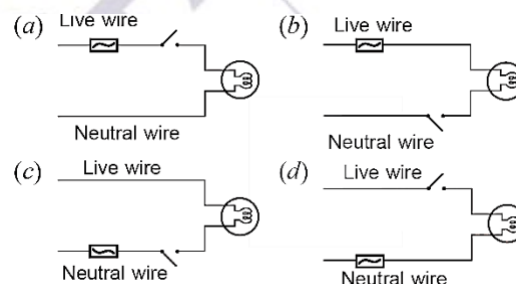 (a) Live wire
(b) Live wire
Neutral wire
Neutral wire
(c) Live wire
(d) Live wire
Neutral wire
Neutral wire